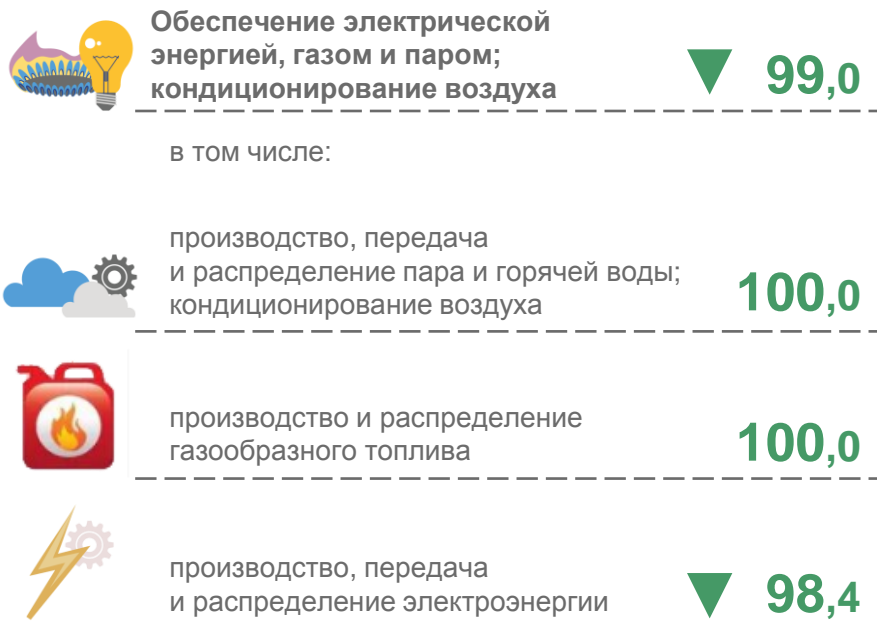 Обеспечение электрической
энергией, газом и паром;
кондиционирование воздуха
▼ 99,0
в том числе:
производство, передача
и распределение пара и горячей воды;
кондиционирование воздуха
100,0
производство и распределение
газообразного топлива
100,0
производство, передача
и распределение электроэнергии
▼ 98,4